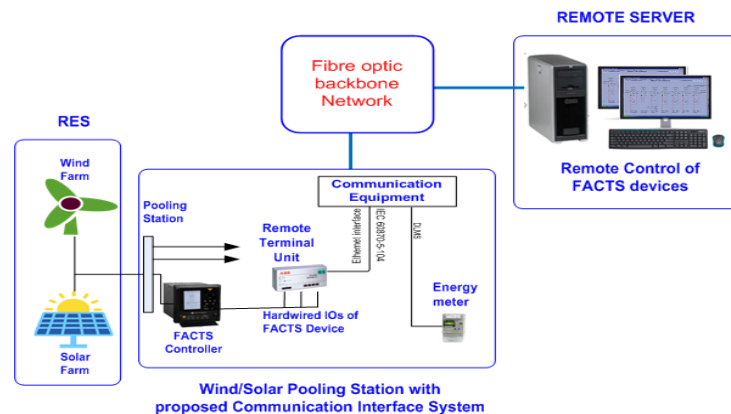 REMOTE SERVER
Fibre optic
backbone
Network
Remote Control of
FACTS devices
RES
Wind
Farm
Solar
Farm
Pooling
Station
Communication
Equipment
Remote
Terminal
Unit
Ethernet interface
IEC 60870-5-104
DLMS
ABB
Energy
meter
FACTS
Controller
Hardwired IOs of
FACTS Device
Wind/Solar Pooling Station with
proposed Communication Interface System